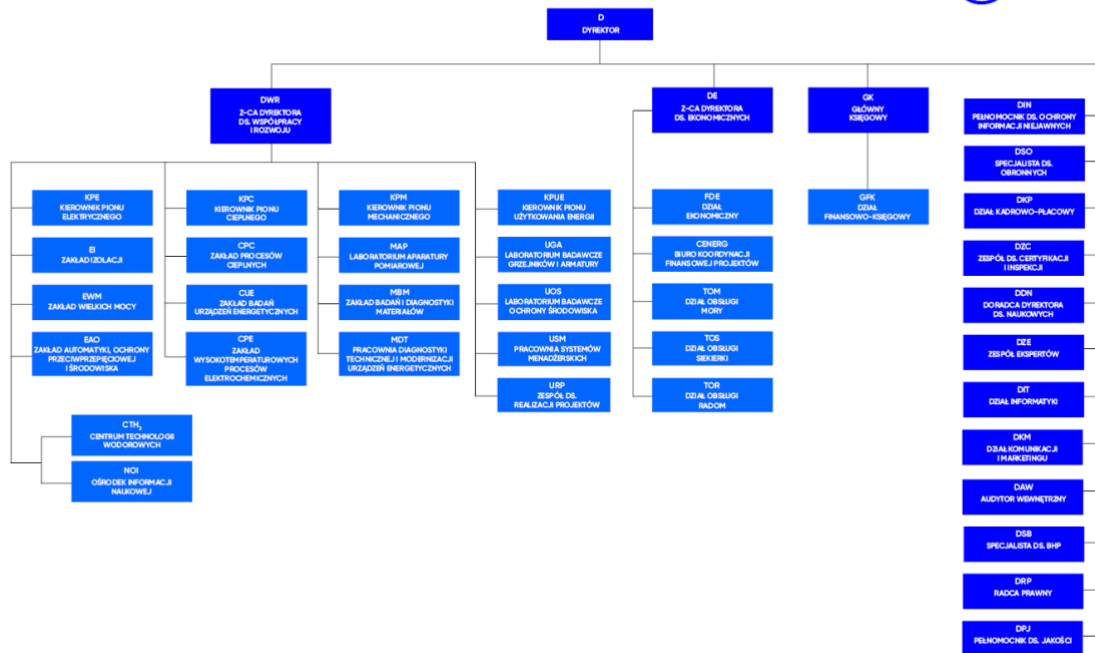 D
DYREKTOR
DWR
Z-CA DYREKTORA
DS. WSPÓŁPRACY
I ROZWOJU
DE
Z-CA DYREKTORA
DS. EKONOMICZNYCH
GK
GŁÓWNY
KSIĘGOWY
KPE
KIEROWNIK PIONU
ELEKTRYCZNEGO
EI
ZAKŁAD IZOLACJI
EWM
ZAKŁAD WIELKICH MOCY
EAO
ZAKŁAD AUTOMATYKI, OCHRONY
PRZECIWPRZEPIĘCIOWEJ
I ŚRODOWISKA
CTH₂
CENTRUM TECHNOLOGII
WODOROWYCH
NOI
OŚRODEK INFORMACJI
NAUKOWEJ
KPC
KIEROWNIK PIONU
CIEPLNEGO
CPC
ZAKŁAD PROCESÓW
CIEPLNYCH
CUE
ZAKŁAD BADAŃ
URZĄDZEŃ ENERGETYCZNYCH
CPE
ZAKŁAD
WYSOKOTEMPERATUROWYCH
PROCESÓW
ELEKTROCHEMICZNYCH
KPM
KIEROWNIK PIONU
MECHANICZNEGO
MAP
LABORATORIUM APARATURY
POMIAROWEJ
MBM
ZAKŁAD BADAŃ I DIAGNOSTYKI
MATERIAŁÓW
MDT
PRACOWNIA DIAGNOSTYKI
TECHNICZNEJ I MODERNIZACJI
URZĄDZEŃ ENERGETYCZNYCH
KPUE
KIEROWNIK PIONU
UŻYTKOWANIA ENERGII
UGA
LABORATORIUM BADAWCZE
GRZEJNIKÓW I ARMATURY
UOS
LABORATORIUM BADAWCZE
OCHRONY ŚRODOWISKA
USM
PRACOWNIA SYSTEMÓW
MENADŻERSKICH
URP
ZESPÓŁ DS.
REALIZACJI PROJEKTÓW
FDE
DZIAŁ
EKONOMICZNY
CENERG
BIURO KOORDYNACJI
FINANSOWEJ PROJEKTÓW
TOM
DZIAŁ OBSŁUGI
MORY
TOS
DZIAŁ OBSŁUGI
SIEKIERKI
TOR
DZIAŁ OBSŁUGI
RADOM
GFK
DZIAŁ
FINANSOWO-KSIĘGOWY
DIN
PEŁNOMOCNIK DS. OCHRONY
INFORMACJI NIEJAWNYCH
DSO
SPECJALISTA DS.
OBRONNYCH
DKP
DZIAŁ KADROWO-PŁACOWY
DZC
ZESPÓŁ DS. CERTYFIKACJI
I INSPEKCJI
DDN
DORADCA DYREKTORA
DS. NAUKOWYCH
DZE
ZESPÓŁ EKSPERTÓW
DIT
DZIAŁ INFORMATYKI
DKM
DZIAŁ KOMUNIKACJI
I MARKETINGU
DAW
AUDYTOR WEWNĘTRZNY
DSB
SPECJALISTA DS. BHP
DRP
RADCA PRAWNY
DPJ
PEŁNOMOCNIK DS. JAKOŚCI